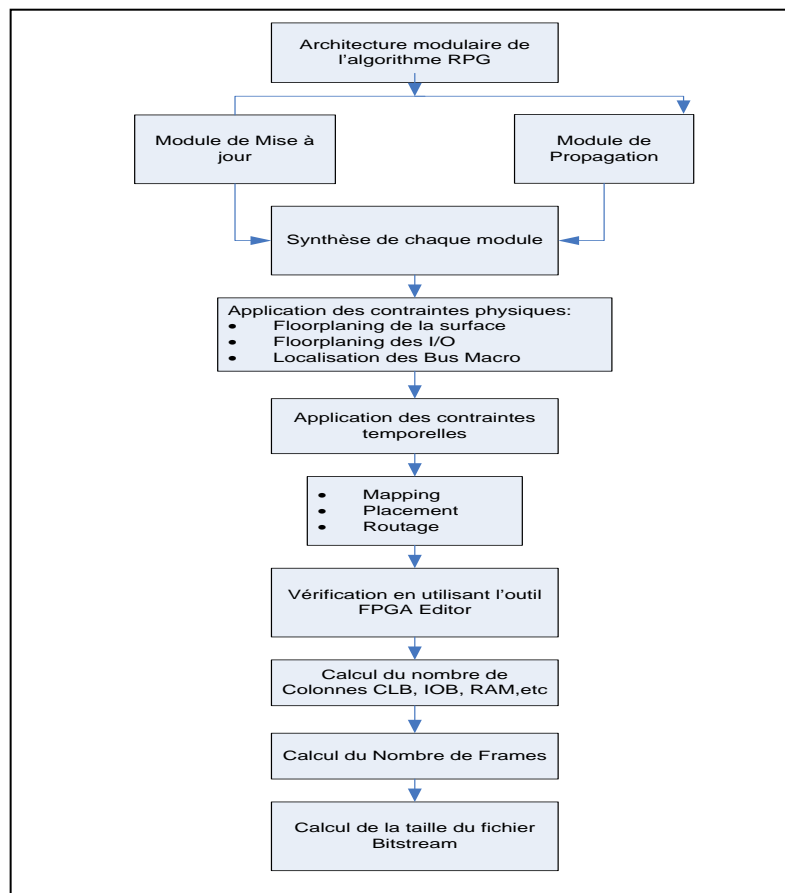 Architecture modulaire de
l'algorithme RPG
Module de Mise à
jour
Module de
Propagation
Synthèse de chaque module
Application des contraintes physiques:
• Floorplaning de la surface
• Floorplaning des I/O
• Localisation des Bus Macro
Application des contraintes
temporelles
• Mapping
• Placement
• Routage
Vérification en utilisant l'outil
FPGA Editor
Calcul du nombre de
Colonnes CLB, IOB, RAM,etc
Calcul du Nombre de Frames
Calcul de la taille du fichier
Bitstream